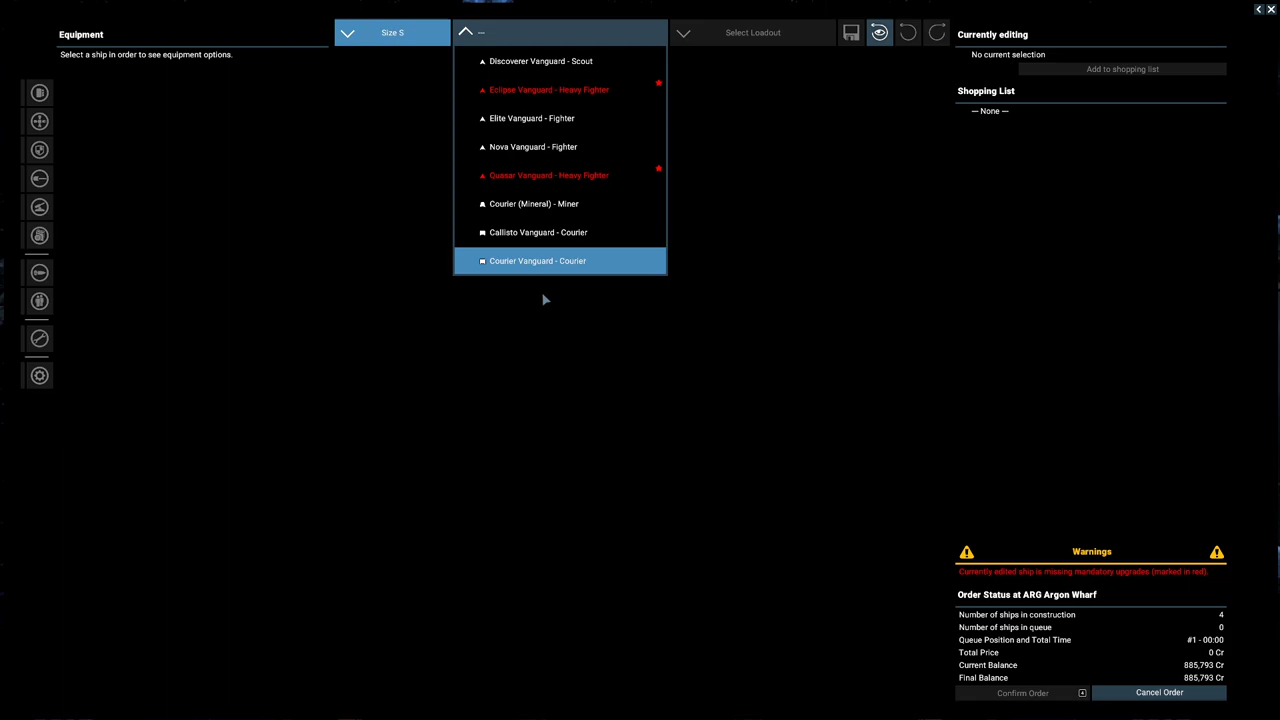 Equipment
Select a ship in order to see equipment options.
Size S
---
Select Loadout
Discoverer Vanguard - Scout
Eclipse Vanguard - Heavy Fighter
Elite Vanguard - Fighter
Nova Vanguard - Fighter
Quasar Vanguard - Heavy Fighter
Courier (Mineral) - Miner
Callisto Vanguard - Courier
Courier Vanguard - Courier
Currently editing
No current selection
Add to shopping list
Shopping List
— None —
Warnings
Currently edited ship is missing mandatory upgrades (marked in red).
Order Status at ARG Argon Wharf
Number of ships in construction 4
Number of ships in queue 0
Queue Position and Total Time #1 - 00:00
Total Price 0 Cr
Current Balance 885,793 Cr
Final Balance 885,793 Cr
Confirm Order
Cancel Order